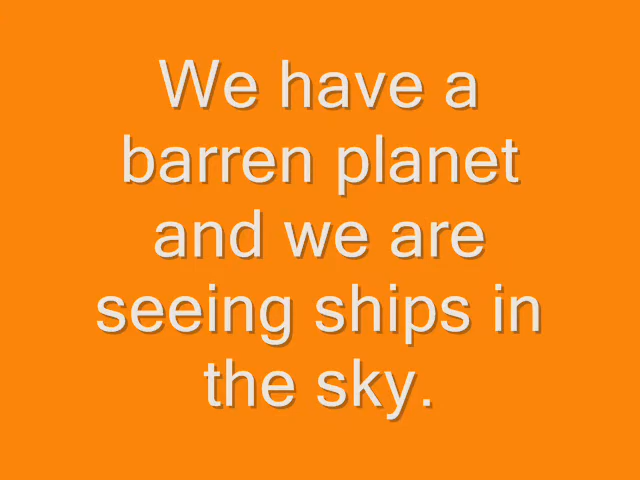 We have a
barren planet
and we are
seeing ships in
the sky.